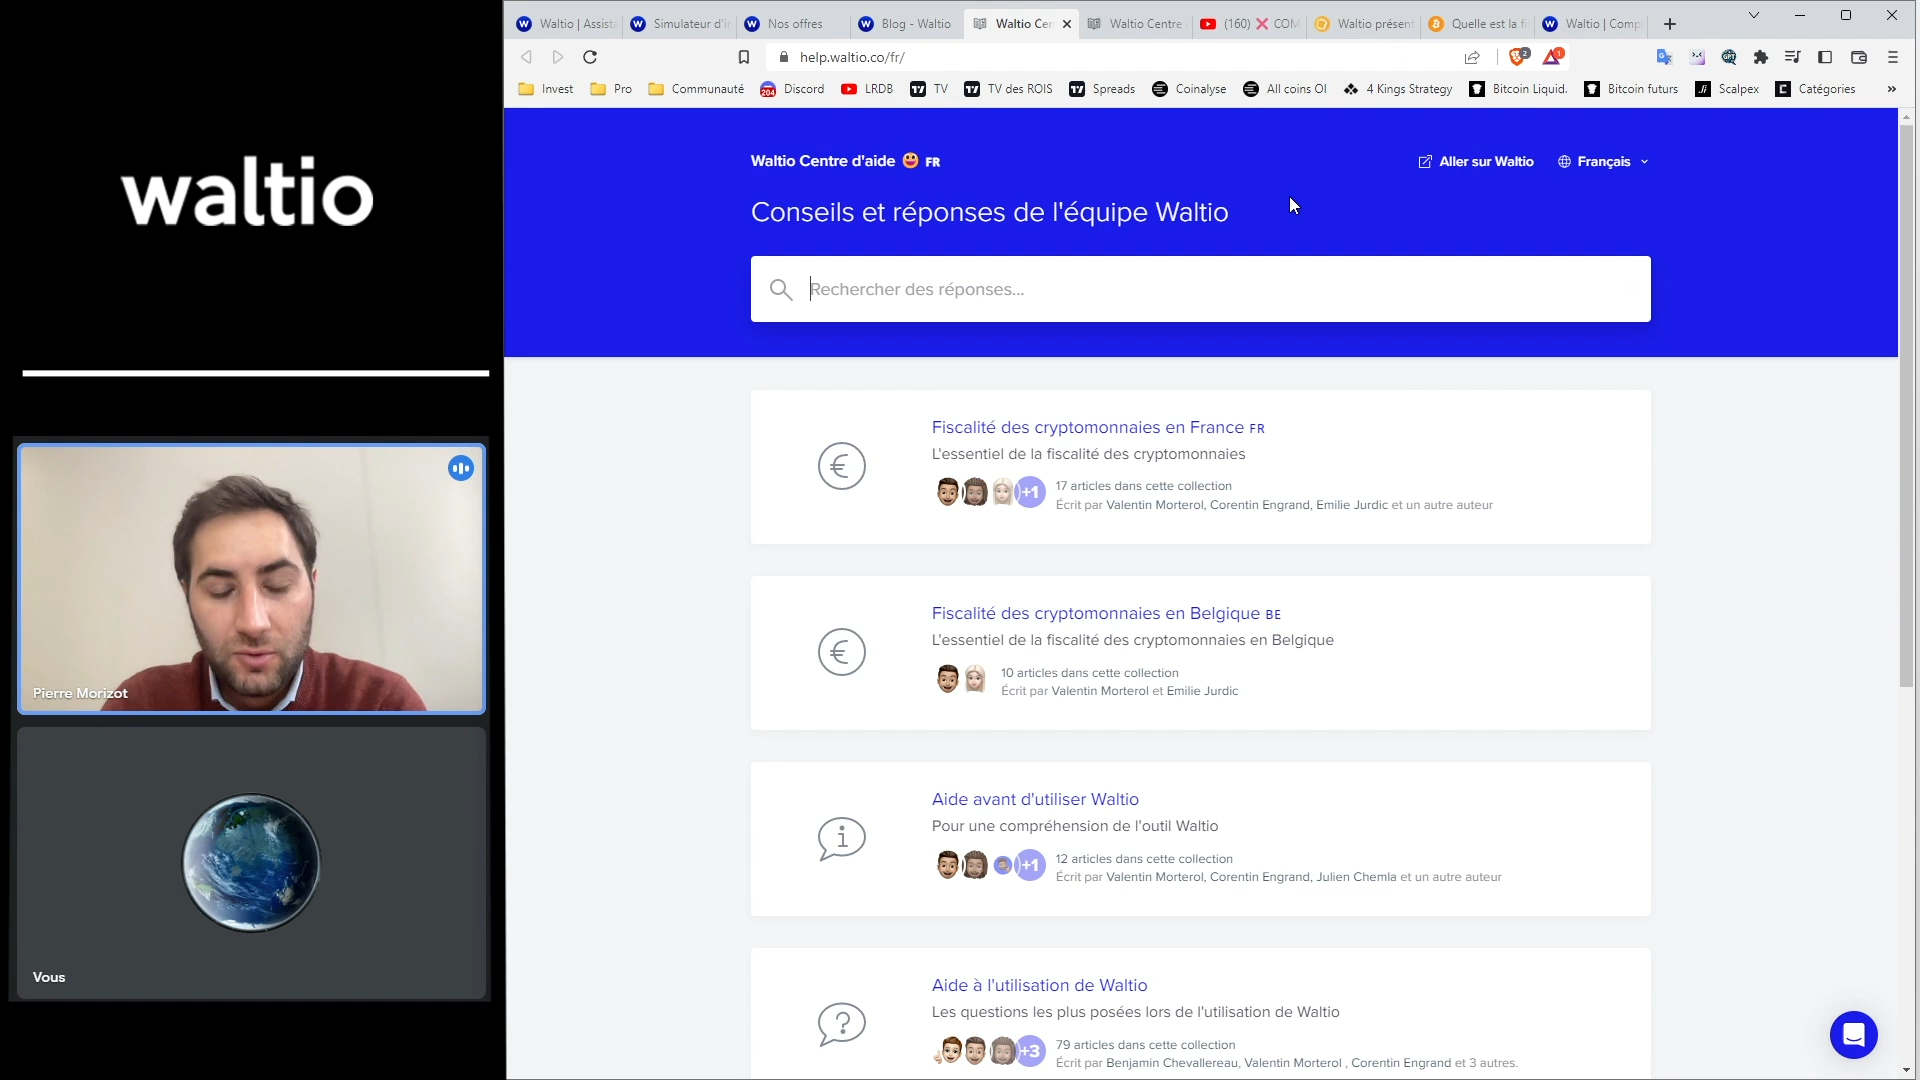 waltio
Pierre Morizot
Vous
Waltio | Assist
Simulateur d'i
Nos offres
Blog - Waltio
Waltio Cer
Waltio Centre
(160) ❌ COM
Waltio présent
Quelle est la fi
Waltio | Comp
help.waltio.co/fr/
2
1
Invest
Pro
Communauté
Discord
LRDB
TV
TV des ROIS
Spreads
Coinalyse
All coins OI
4 Kings Strategy
Bitcoin Liquid.
Bitcoin futurs
Scalpex
Catégories
»
Waltio Centre d'aide 😃 FR
Aller sur Waltio
Français
Conseils et réponses de l'équipe Waltio
Rechercher des réponses...
Fiscalité des cryptomonnaies en France FR
L'essentiel de la fiscalité des cryptomonnaies
+1
17 articles dans cette collection
Écrit par Valentin Morterol, Corentin Engrand, Emilie Jurdic et un autre auteur
Fiscalité des cryptomonnaies en Belgique BE
L'essentiel de la fiscalité des cryptomonnaies en Belgique
10 articles dans cette collection
Écrit par Valentin Morterol et Emilie Jurdic
Aide avant d'utiliser Waltio
Pour une compréhension de l'outil Waltio
+1
12 articles dans cette collection
Écrit par Valentin Morterol, Corentin Engrand, Julien Chemla et un autre auteur
Aide à l'utilisation de Waltio
Les questions les plus posées lors de l'utilisation de Waltio
+3
79 articles dans cette collection
Écrit par Benjamin Chevallereau, Valentin Morterol , Corentin Engrand et 3 autres.